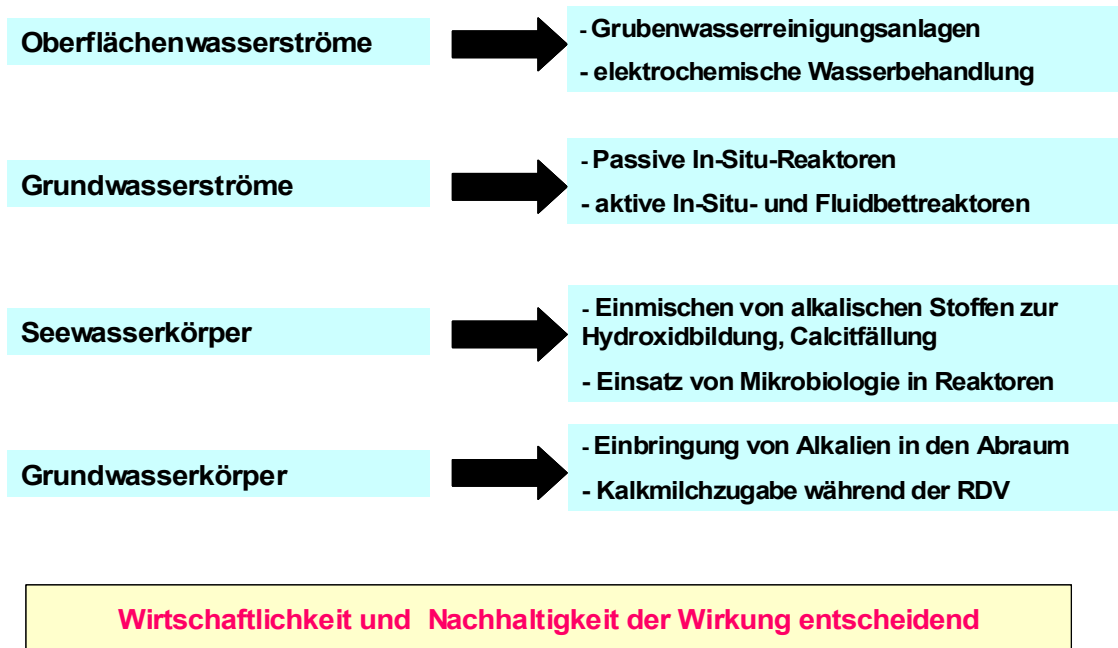 Oberflächenwasserströme
- Grubenwasserreinigungsanlagen
- elektrochemische Wasserbehandlung
Grundwasserströme
- Passive In-Situ-Reaktoren
- aktive In-Situ- und Fluidbettreaktoren
Seewasserkörper
- Einmischen von alkalischen Stoffen zur
Hydroxidbildung, Calcitfällung
- Einsatz von Mikrobiologie in Reaktoren
Grundwasserkörper
- Einbringung von Alkalien in den Abraum
- Kalkmilchzugabe während der RDV
Wirtschaftlichkeit und Nachhaltigkeit der Wirkung entscheidend